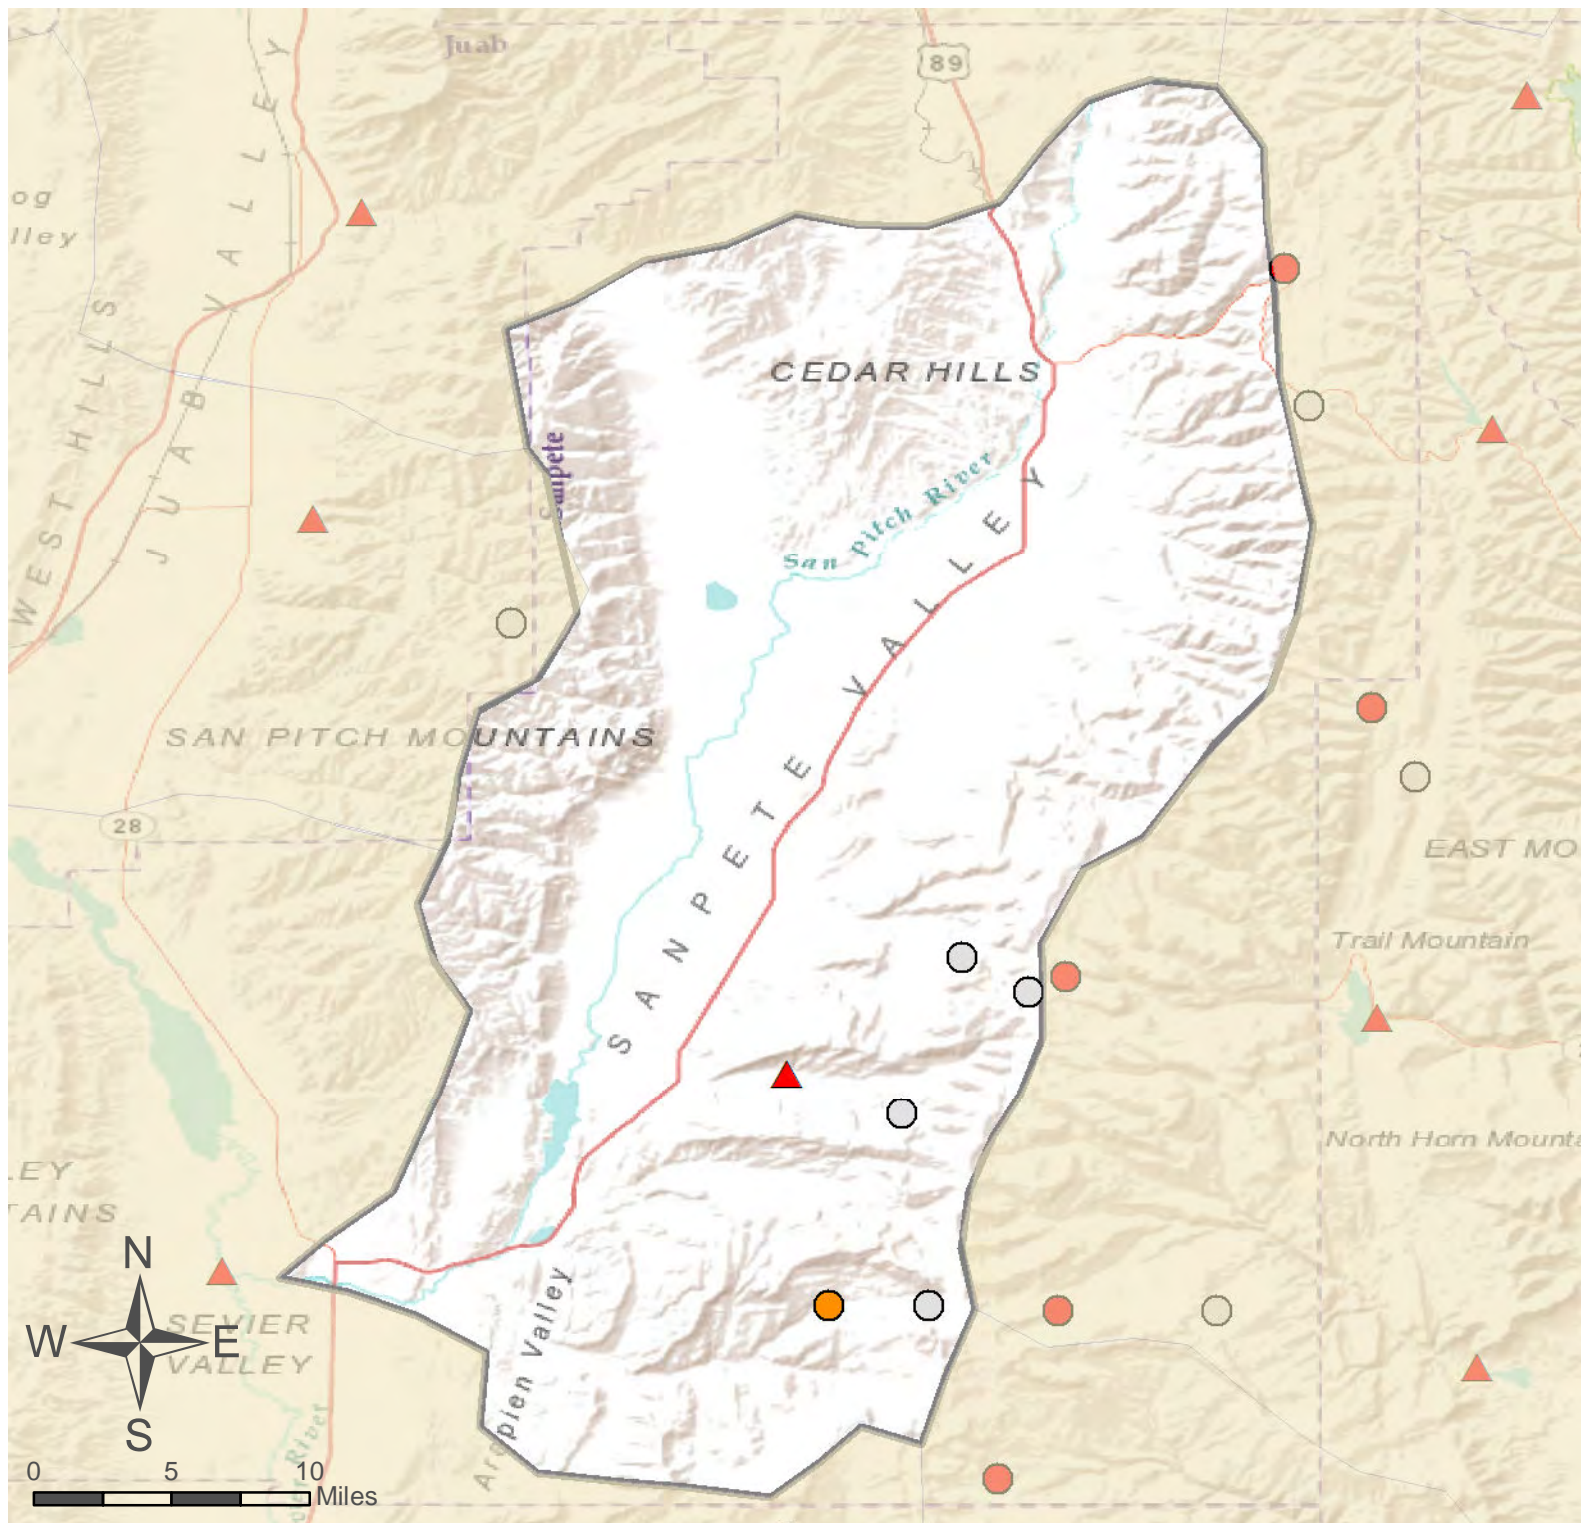 Juab
89
JUAB VALLEY
WEST HILLS
og
lley
CEDAR HILLS
Sanpete
San Pitch River
SANPETE VALLEY
SAN PITCH MOUNTAINS
28
EAST MO
Trail Mountain
North Horn Mounta
LEY
TAINS
N
W
E
S
SEVIER
VALLEY
Arapien Valley
River
0 5 10
Miles